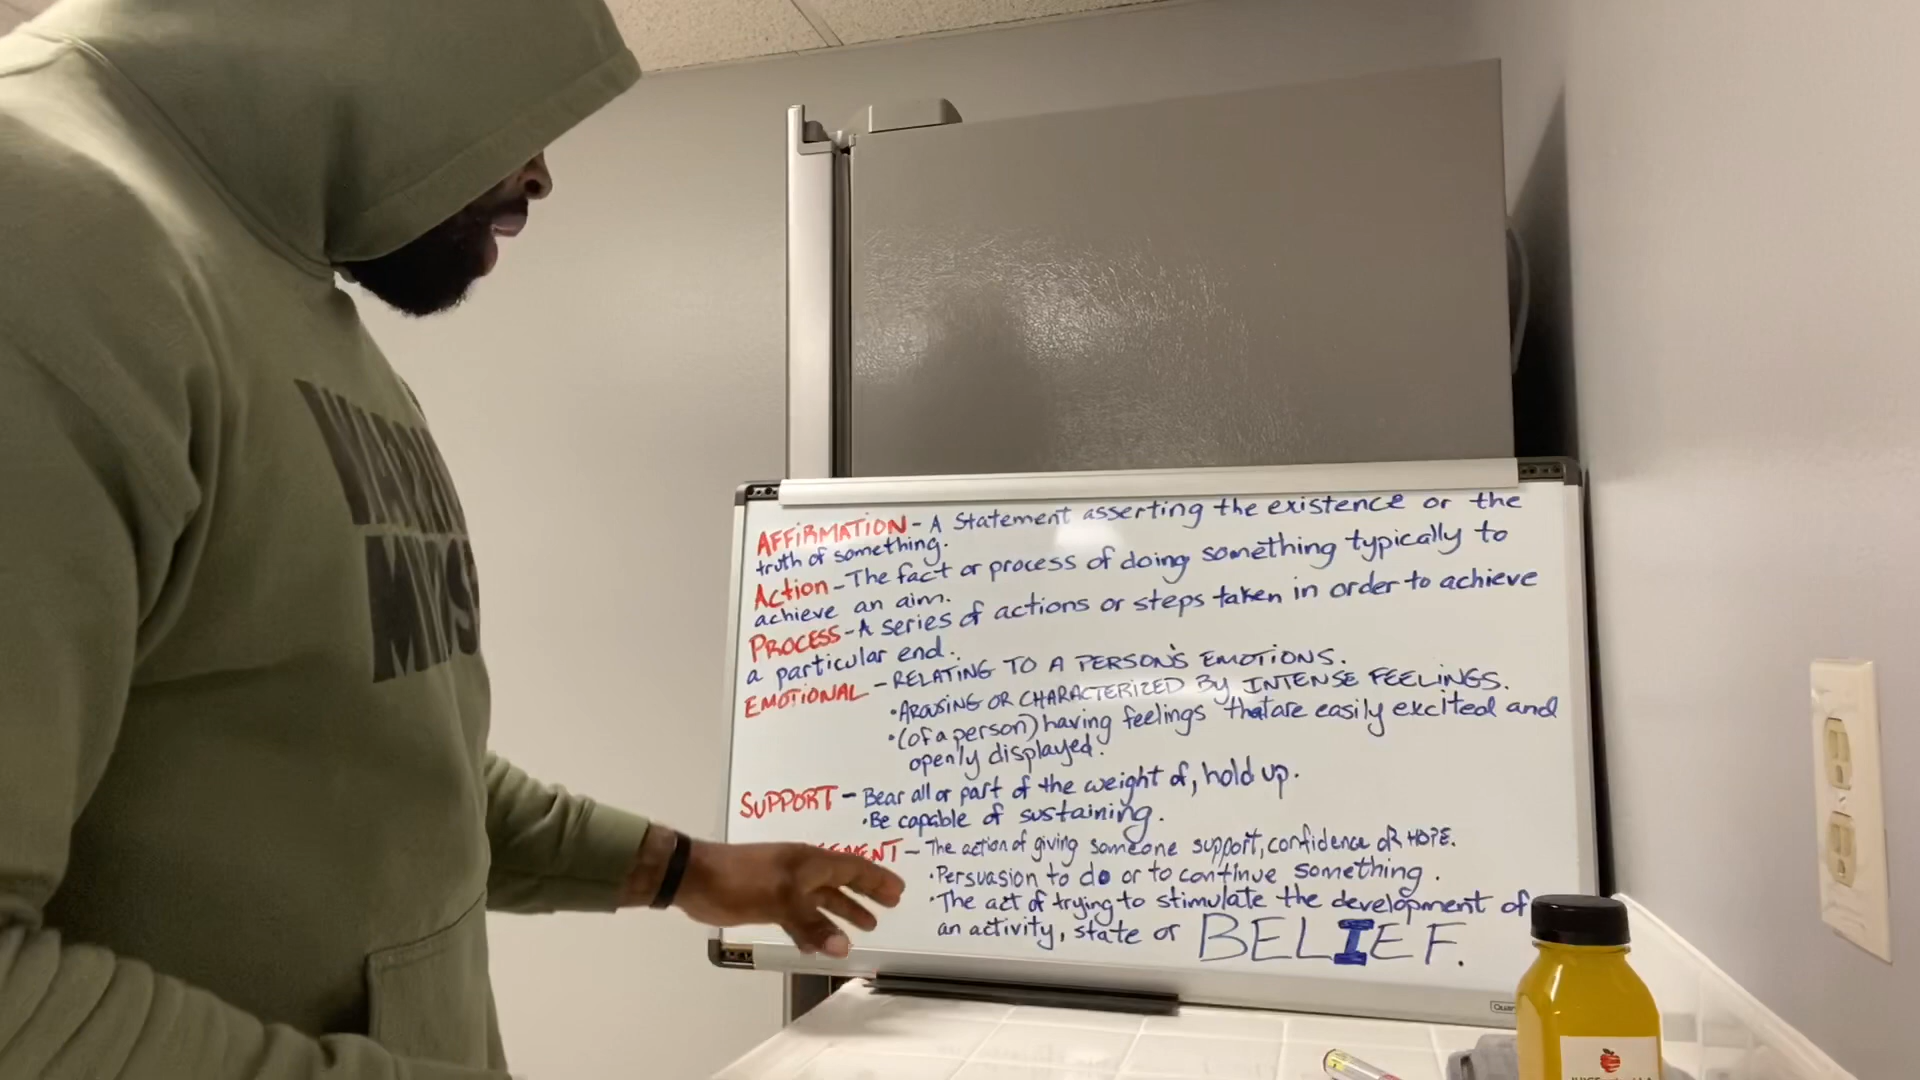 AFFIRMATION - A Statement asserting the existence or the
truth of something.
Action - The fact or process of doing something typically to
achieve an aim.
PROCESS - A series of actions or steps taken in order to achieve
a particular end.
EMOTIONAL - RELATING TO A PERSON'S EMOTIONS.
• AROUSING OR CHARACTERIZED BY INTENSE FEELINGS.
• (of a person) having feelings that are easily excited and
openly displayed.
SUPPORT - Bear all or part of the weight of, hold up.
• Be capable of sustaining.
- The action of giving someone support, confidence OR HOPE.
• Persuasion to do or to continue something.
• The act of trying to stimulate the development of
an activity, state or BELIEF.